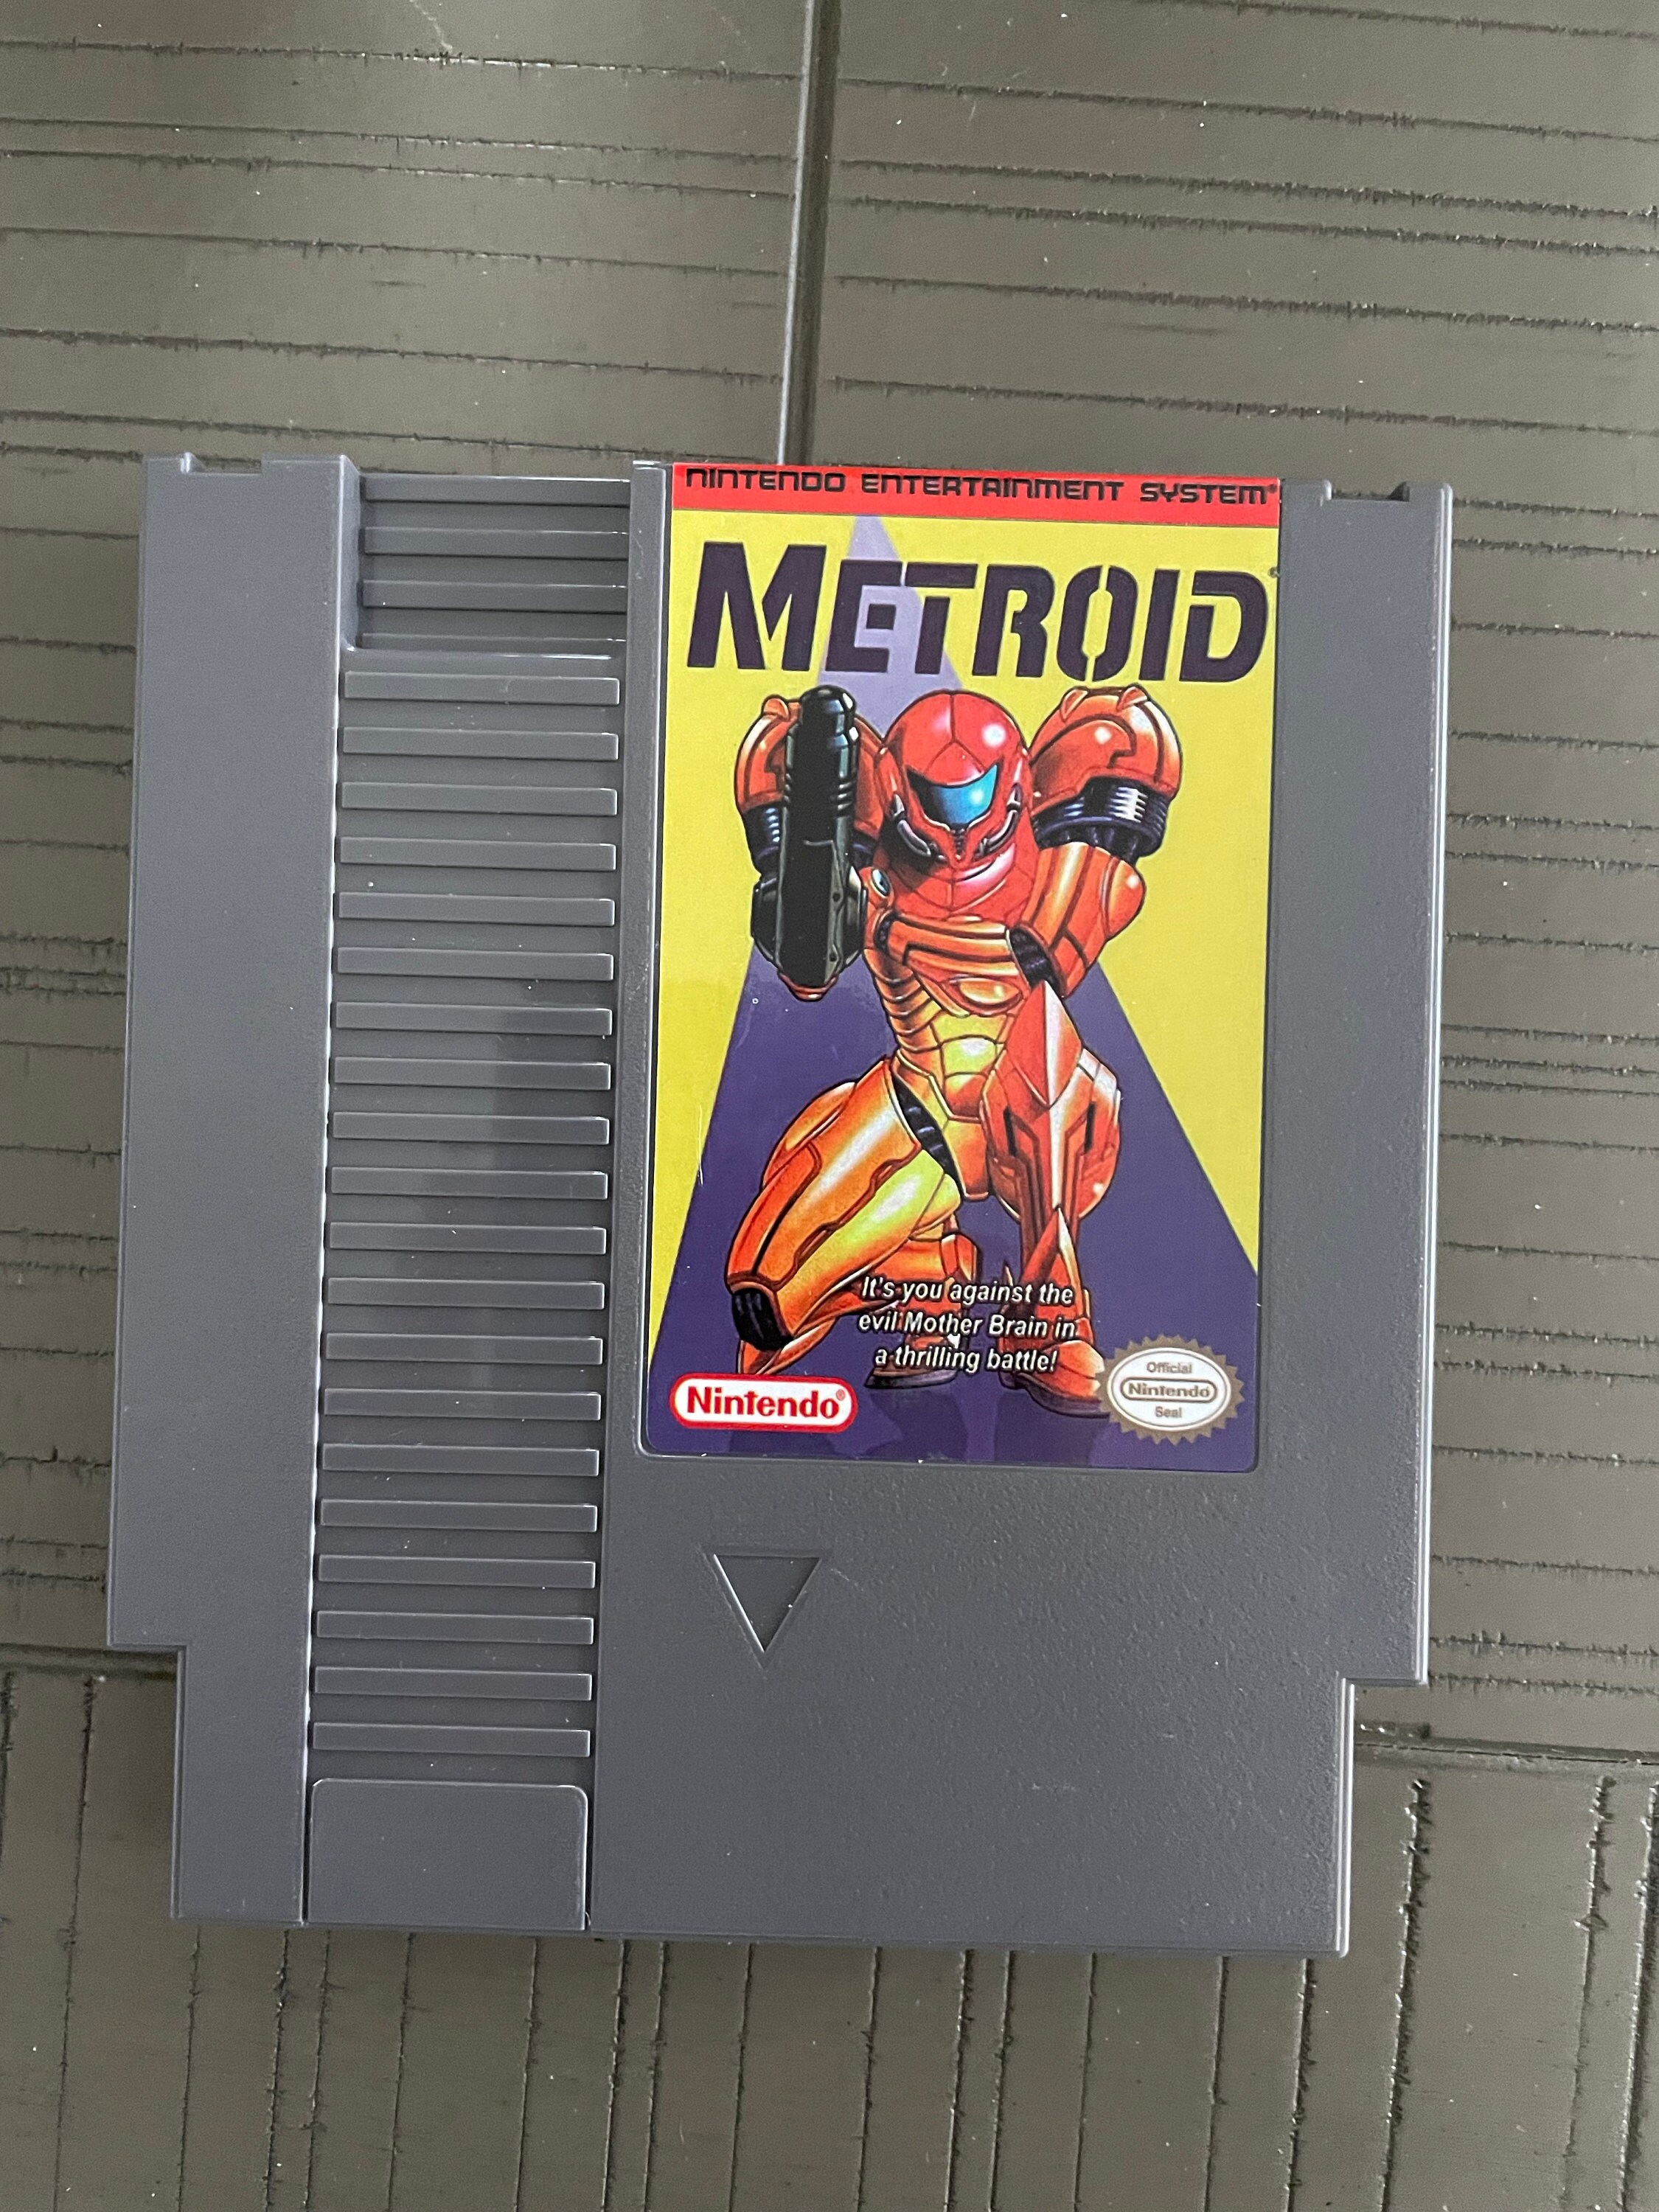 NINTENDO ENTERTAINMENT SYSTEM®
METROID®
It's you against the
evil Mother Brain in
a thrilling battle!
Nintendo®
Official
Nintendo
Seal